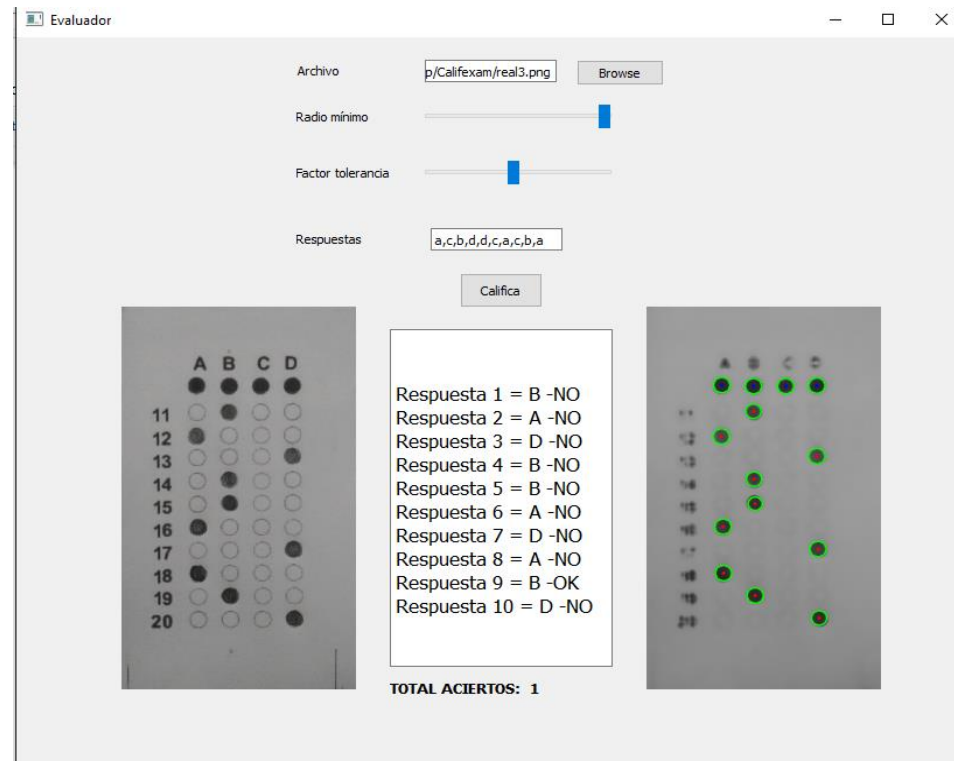 Evaluador
Archivo p/Califexam/real3.png Browse
Radio mínimo
Factor tolerancia
Respuestas a,c,b,d,d,c,a,c,b,a
Califica
A B C D
11
12
13
14
15
16
17
18
19
20
Respuesta 1 = B -NO
Respuesta 2 = A -NO
Respuesta 3 = D -NO
Respuesta 4 = B -NO
Respuesta 5 = B -NO
Respuesta 6 = A -NO
Respuesta 7 = D -NO
Respuesta 8 = A -NO
Respuesta 9 = B -OK
Respuesta 10 = D -NO
TOTAL ACIERTOS: 1